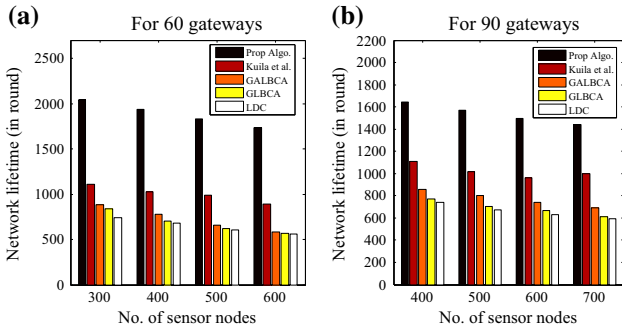 (a)
For 60 gateways
Network lifetime (in round)
2500
2000
1500
1000
500
0
Prop Algo.
Kuila et al.
GALBCA
GLBCA
LDC
300 400 500 600
No. of sensor nodes
(b)
For 90 gateways
Network lifetime (in round)
2200
2000
1800
1600
1400
1200
1000
800
600
400
200
0
Prop Algo.
Kuila et al.
GALBCA
GLBCA
LDC
400 500 600 700
No. of sensor nodes